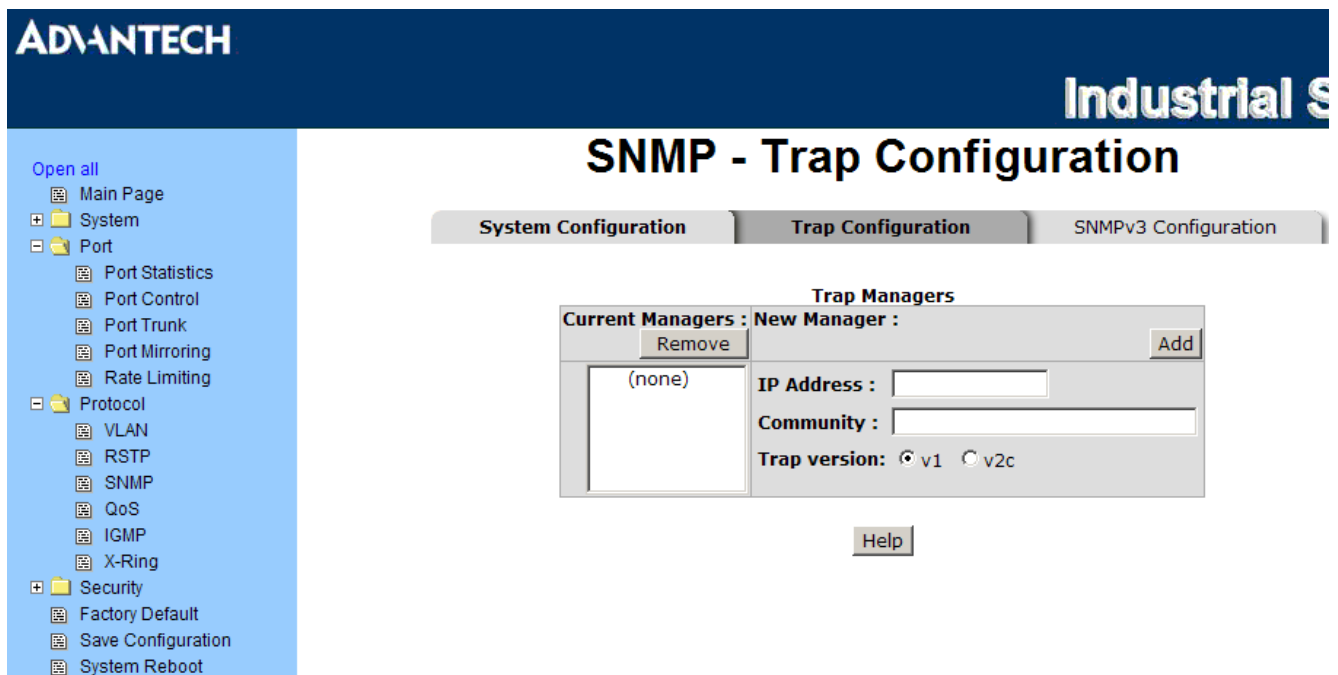 ADVANTECH
Industrial
SNMP - Trap Configuration
Open all
Main Page
System
Port
Port Statistics
Port Control
Port Trunk
Port Mirroring
Rate Limiting
Protocol
VLAN
RSTP
SNMP
QoS
IGMP
X-Ring
Security
Factory Default
Save Configuration
System Reboot
System Configuration Trap Configuration SNMPv3 Configuration
Trap Managers
Current Managers : New Manager :
Remove Add
(none) IP Address :
Community :
Trap version: v1 v2c
Help